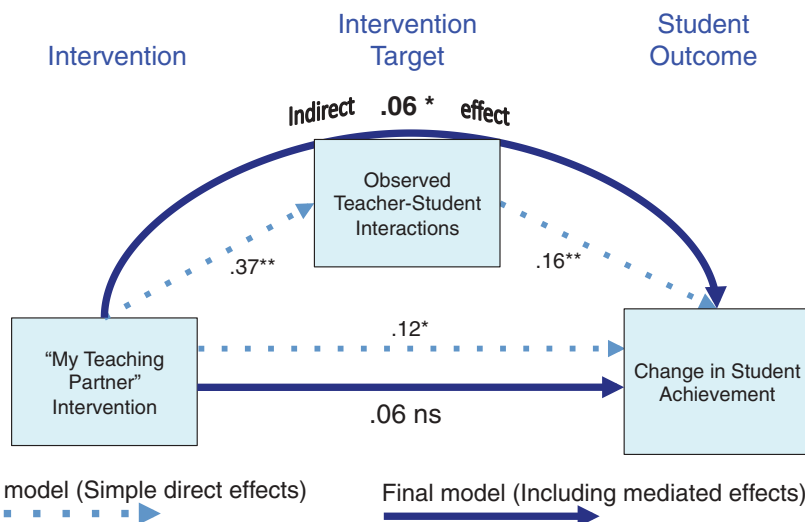 Intervention
Intervention
Target
Student
Outcome
Indirect .06 * effect
Observed
Teacher-Student
Interactions
.37**
.16**
“My Teaching
Partner”
Intervention
.12*
.06 ns
Change in Student
Achievement
model (Simple direct effects)
Final model (Including mediated effects)